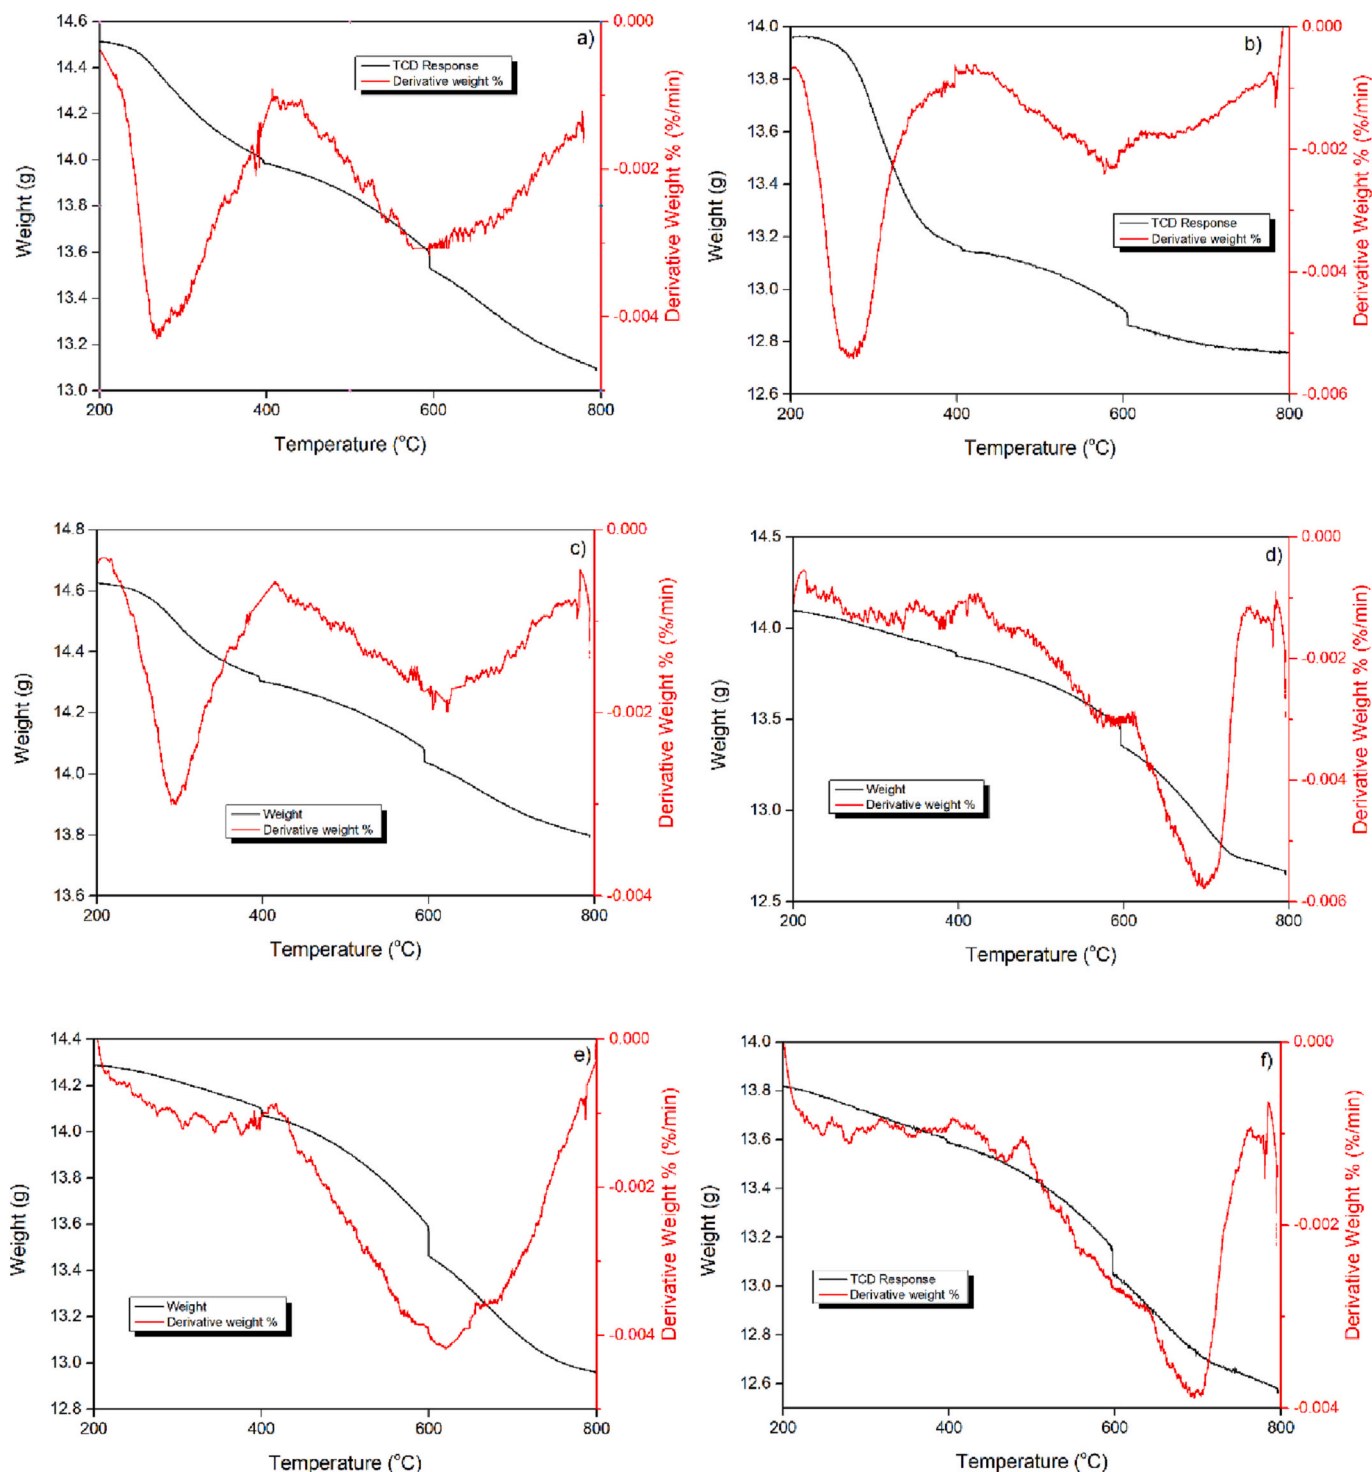 a)
14.6
14.4
14.2
14.0
13.8
13.6
13.4
13.2
13.0
Weight (g)
TCD Response
Derivative weight %
0.000
-0.002
-0.004
Derivative Weight % (%/min)
200
400
600
800
Temperature (°C)
b)
14.0
13.8
13.6
13.4
13.2
13.0
12.8
12.6
Weight (g)
TCD Response
Derivative weight %
0.000
-0.002
-0.004
-0.006
Derivative Weight % (%/min)
200
400
600
800
Temperature (°C)
c)
14.8
14.6
14.4
14.2
14.0
13.8
13.6
Weight (g)
Weight
Derivative weight %
0.000
-0.002
-0.004
Derivative Weight % (%/min)
200
400
600
800
Temperature (°C)
d)
14.5
14.0
13.5
13.0
12.5
Weight (g)
Weight
Derivative weight %
0.000
-0.002
-0.004
-0.006
Derivative Weight % (%/min)
200
400
600
800
Temperature (°C)
e)
14.4
14.2
14.0
13.8
13.6
13.4
13.2
13.0
12.8
Weight (g)
Weight
Derivative weight %
0.000
-0.002
-0.004
Derivative Weight % (%/min)
200
400
600
800
Temperature (°C)
f)
14.0
13.8
13.6
13.4
13.2
13.0
12.8
12.6
Weight (g)
TCD Response
Derivative weight %
0.000
-0.002
-0.004
Derivative Weight % (%/min)
200
400
600
800
Temperature (°C)